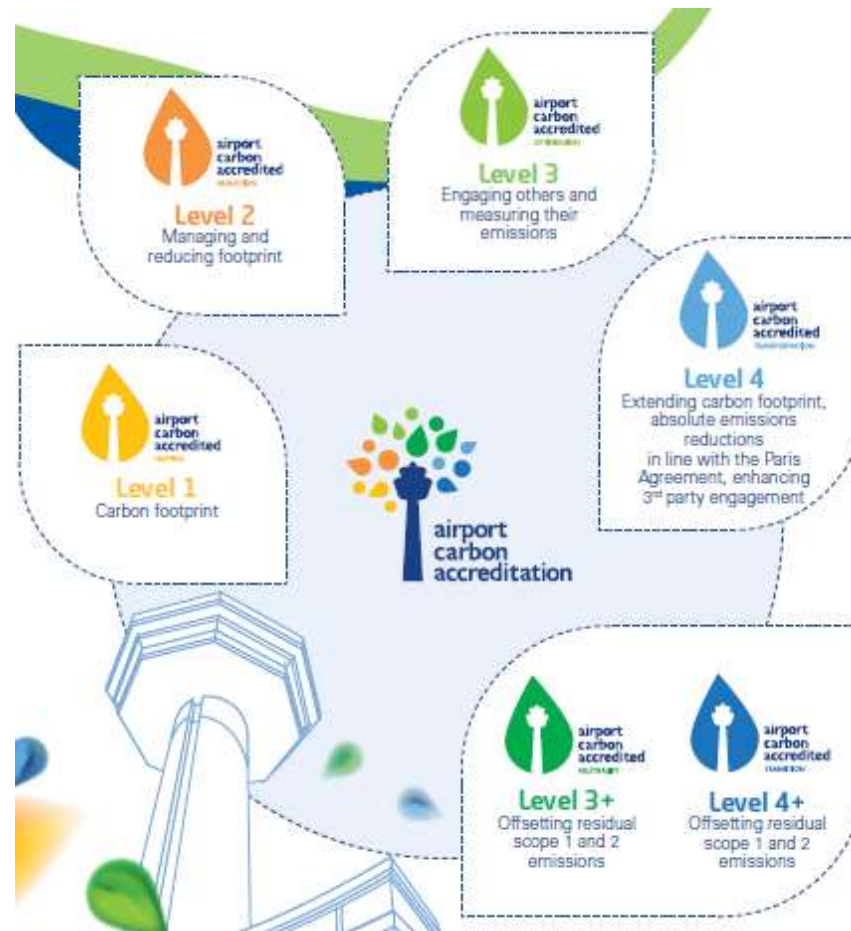 airport
carbon
accredited
Level 2
Managing and
reducing footprint
airport
carbon
accredited
Level 3
Engaging others and
measuring their
emissions
airport
carbon
accredited
Level 4
Extending carbon footprint,
absolute emissions
reductions
in line with the Paris
Agreement, enhancing
3rd party engagement
airport
carbon
accredited
Level 1
Carbon footprint
airport
carbon
accreditation
airport
carbon
accredited
Level 3+
Offsetting residual
scope 1 and 2
emissions
airport
carbon
accredited
Level 4+
Offsetting residual
scope 1 and 2
emissions